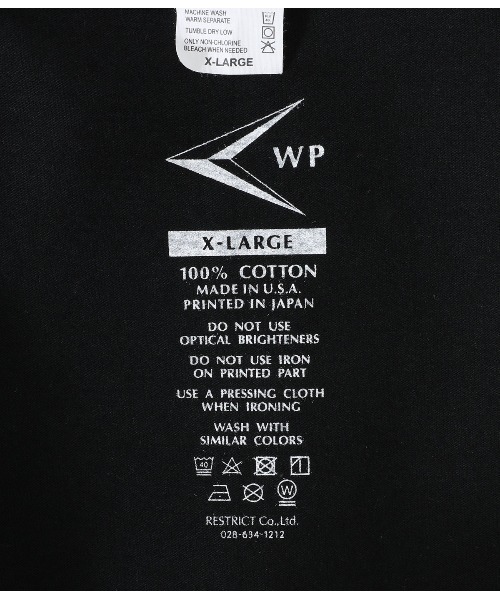 MACHINE WASH
WARM SEPARATE
TUMBLE DRY LOW
ONLY NON-CHLORINE
BLEACH WHEN NEEDED
X-LARGE
WP
X-LARGE
100% COTTON
MADE IN U.S.A.
PRINTED IN JAPAN
DO NOT USE
OPTICAL BRIGHTENERS
DO NOT USE IRON
ON PRINTED PART
USE A PRESSING CLOTH
WHEN IRONING
WASH WITH
SIMILAR COLORS
40
W
RESTRICT Co.,Ltd.
028-634-1212